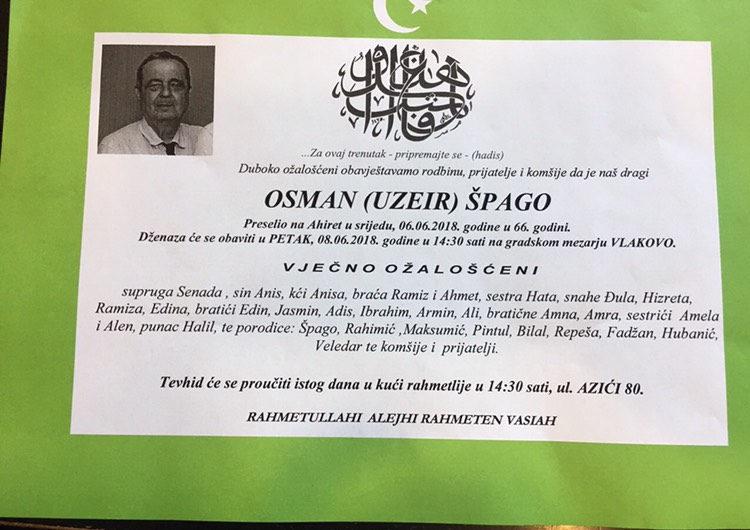 ...Za ovaj trenutak - pripremajte se - (hadis)
Duboko ožalošćeni obavještavamo rodbinu, prijatelje i komšije da je naš dragi
OSMAN (UZEIR) ŠPAGO
Preselio na Ahiret u srijedu, 06.06.2018. godine u 66. godini.
Dženaza će se obaviti u PETAK, 08.06.2018. godine u 14:30 sati na gradskom mezarju VLAKOVO.
VJEČNO OŽALOŠĆENI
supruga Senada , sin Anis, kći Anisa, braća Ramiz i Ahmet, sestra Hata, snahe Đula, Hizreta,
Ramiza, Edina, bratići Edin, Jasmin, Adis, Ibrahim, Armin, Ali, bratične Amna, Amra, sestrići Amela
i Alen, punac Halil, te porodice: Špago, Rahimić ,Maksumić, Pintul, Bilal, Repeša, Fadžan, Hubanić,
Veledar te komšije i prijatelji.
Tevhid će se proučiti istog dana u kući rahmetlije u 14:30 sati, ul. AZIĆI 80.
RAHMETULLAHI ALEJHI RAHMETEN VASIAH